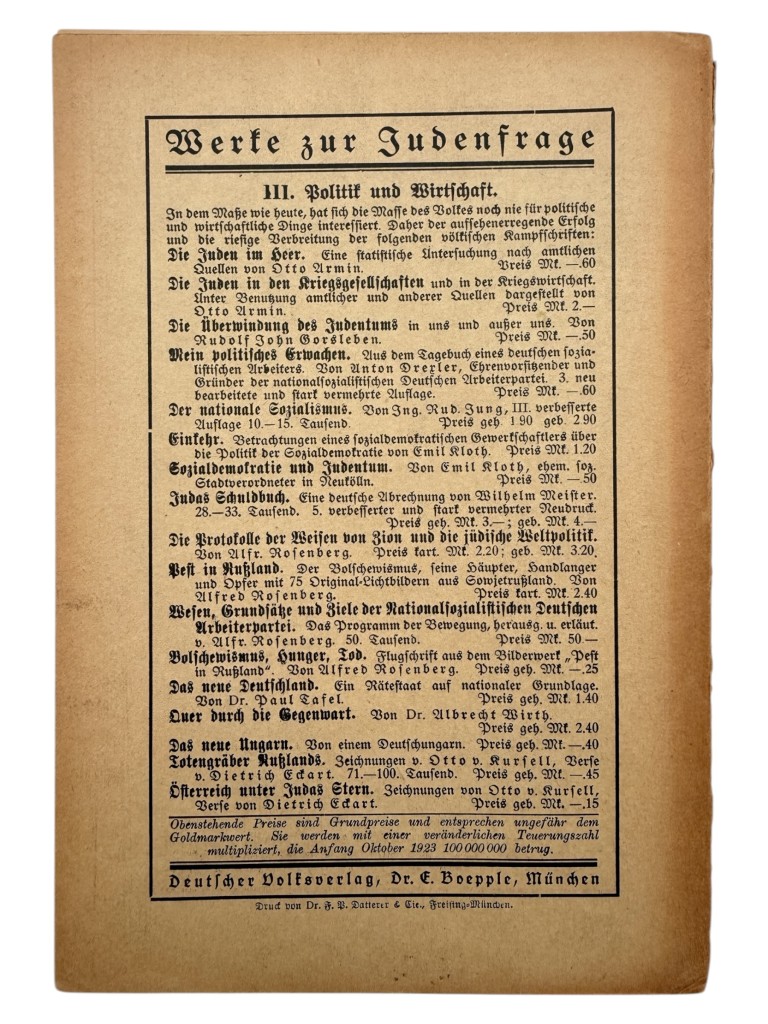 Werke zur Judenfrage
III. Politik und Wirtschaft.
In dem Maße wie heute, hat sich die Masse des Volkes noch nie für politische
und wirtschaftliche Dinge interessiert. Daher der aufsehenerregende Erfolg
und die riesige Verbreitung der folgenden völkischen Kampfschriften:
Die Juden im Heer. Eine statistische Untersuchung nach amtlichen
Quellen von Otto Armin. Preis Mk. —.60
Die Juden in den Kriegsgesellschaften und in der Kriegswirtschaft.
Unter Benutzung amtlicher und anderer Quellen dargestellt von
Otto Armin. Preis Mk. 2.—
Die Überwindung des Judentums in uns und außer uns. Von
Rudolf John Gorsleben. Preis Mk. —.50
Mein politisches Erwachen. Aus dem Tagebuch eines deutschen sozia-
listischen Arbeiters. Von Anton Drexler, Ehrenvorsitzender und
Gründer der nationalsozialistischen Deutschen Arbeiterpartei. 3. neu
bearbeitete und stark vermehrte Auflage. Preis Mk. —.60
Der nationale Sozialismus. Von Ing. Rud. Jung, III. verbesserte
Auflage 10.—15. Tausend. Preis geh. 1 90 geb. 2 90
Einkehr. Betrachtungen eines sozialdemokratischen Gewerkschaftlers über
die Politik der Sozialdemokratie von Emil Kloth. Preis Mk. 1.20
Sozialdemokratie und Judentum. Von Emil Kloth, ehem. soz.
Stadtverordneter in Neukölln. Preis Mk. —.50
Judas Schuldbuch. Eine deutsche Abrechnung von Wilhelm Meister.
28.—33. Tausend. 5. verbesserter und stark vermehrter Neudruck.
Preis geh. Mk. 3.—; geb. Mk. 4.—
Die Protokolle der Weisen von Zion und die jüdische Weltpolitik.
Von Alfr. Rosenberg. Preis kart. Mk. 2.20; geb. Mk. 3.20.
Pest in Rußland. Der Bolschewismus, seine Häupter, Handlanger
und Opfer mit 75 Original-Lichtbildern aus Sowjetrußland. Von
Alfred Rosenberg. Preis kart. Mk. 2.40
Wesen, Grundsätze und Ziele der Nationalsozialistischen Deutschen
Arbeiterpartei. Das Programm der Bewegung, herausg. u. erläut.
v. Alfr. Rosenberg. 50. Tausend. Preis Mk. 50.—
Bolschewismus, Hunger, Tod. Flugschrift aus dem Bilderwerk „Pest
in Rußland“. Von Alfred Rosenberg. Preis geh. Mk. —.25
Das neue Deutschland. Ein Rätestaat auf nationaler Grundlage.
Von Dr. Paul Tafel. Preis geh. Mk. 1.40
Quer durch die Gegenwart. Von Dr. Albrecht Wirth.
Preis geh. Mk. 2.40
Das neue Ungarn. Von einem Deutschungarn. Preis geh. Mk. —.40
Totengräber Rußlands. Zeichnungen v. Otto v. Kursell, Verse
v. Dietrich Eckart. 71.—100. Tausend. Preis geh. Mk. —.45
Österreich unter Judas Stern. Zeichnungen von Otto v. Kursell,
Verse von Dietrich Eckart. Preis geb. Mk. —.15
Obenstehende Preise sind Grundpreise und entsprechen ungefähr dem
Goldmarkwert. Sie werden mit einer veränderlichen Teuerungszahl
multipliziert, die Anfang Oktober 1923 100 000 000 betrug.
Deutscher Volksverlag, Dr. E. Boepple, München
Druck von Dr. F. P. Datterer & Cie., Freising-München.